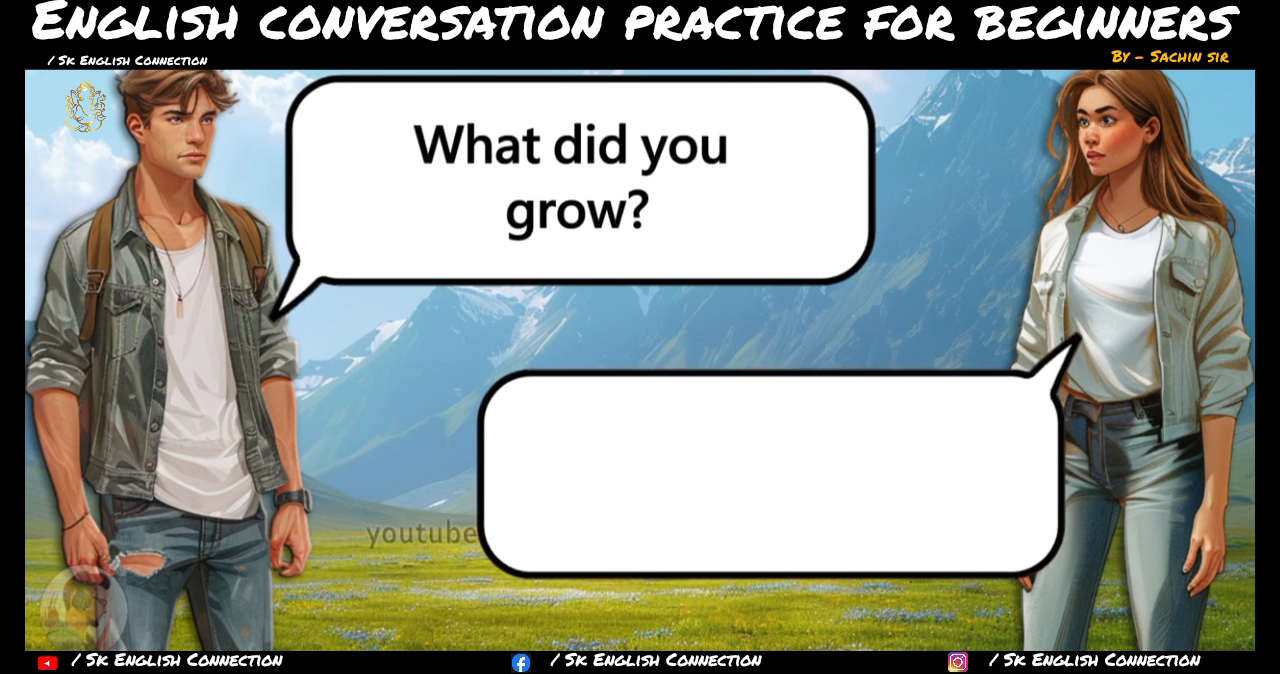 English conversation practice for beginners
/ Sk English Connection
By - Sachin sir
What did you
grow?
youtube
/ Sk English Connection
/ Sk English Connection
/ Sk English Connection